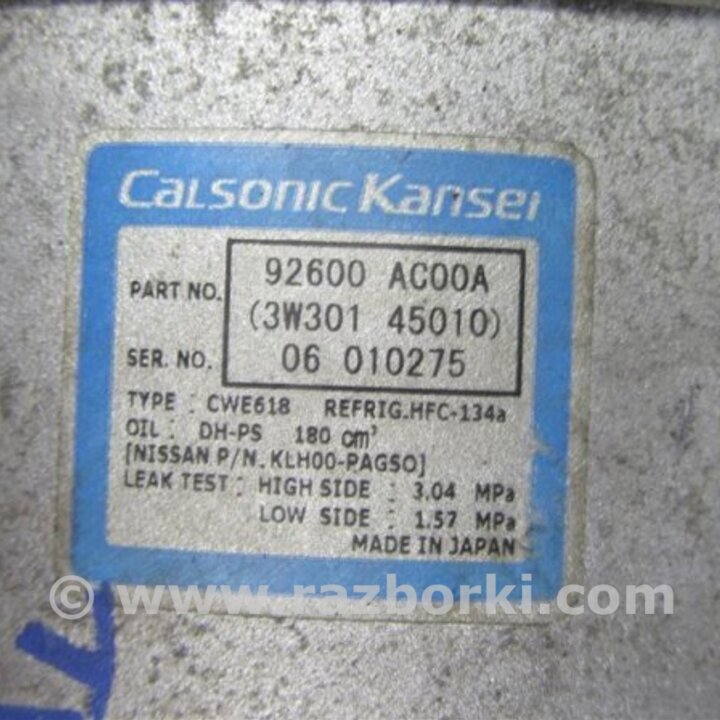 CALSONIC KANSEI
PART NO. 92600 AC00A
(3W301 45010)
SER. NO. 06 010275
TYPE : CWE618 REFRIG.HFC-134a
OIL : DH-PS 180 cm³
[NISSAN P/N. KLH00-PAGS0]
LEAK TEST : HIGH SIDE : 3.04 MPa
LOW SIDE : 1.57 MPa
MADE IN JAPAN
© www.razborki.com